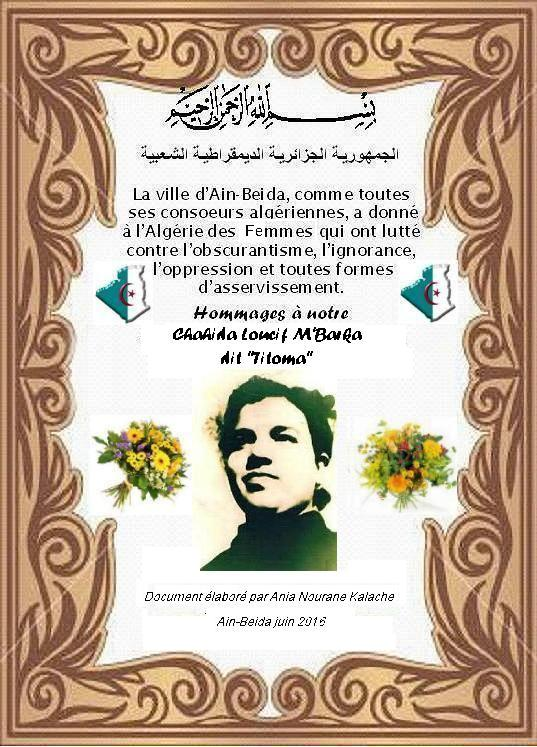 بسم الله الرحمن الرحيم
الجمهورية الجزائرية الديمقراطية الشعبية
La ville d'Ain-Beida, comme toutes
ses consoeurs algériennes, a donné
à l'Algérie des Femmes qui ont lutté
contre l'obscurantisme, l'ignorance,
l'oppression et toutes formes
d'asservissement.
Hommages à notre
Chahida Loucif M'Barka
dit "Titoma"
Document élaboré par Ania Nourane Kalache
Ain-Beida juin 2016